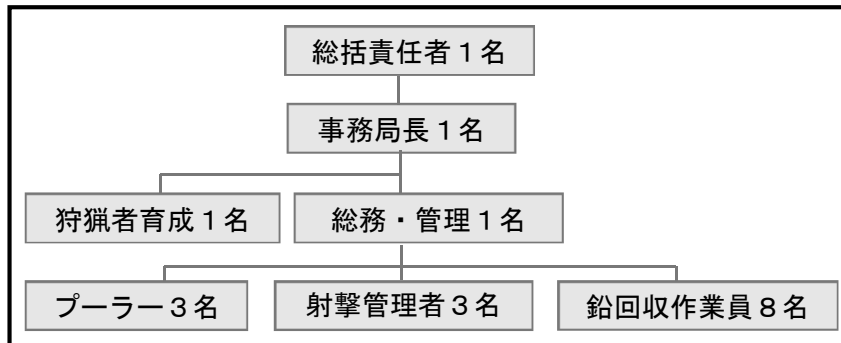 総括責任者１名
事務局長１名
狩猟者育成１名
総務・管理１名
プーラー３名
射撃管理者３名
鉛回収作業員８名